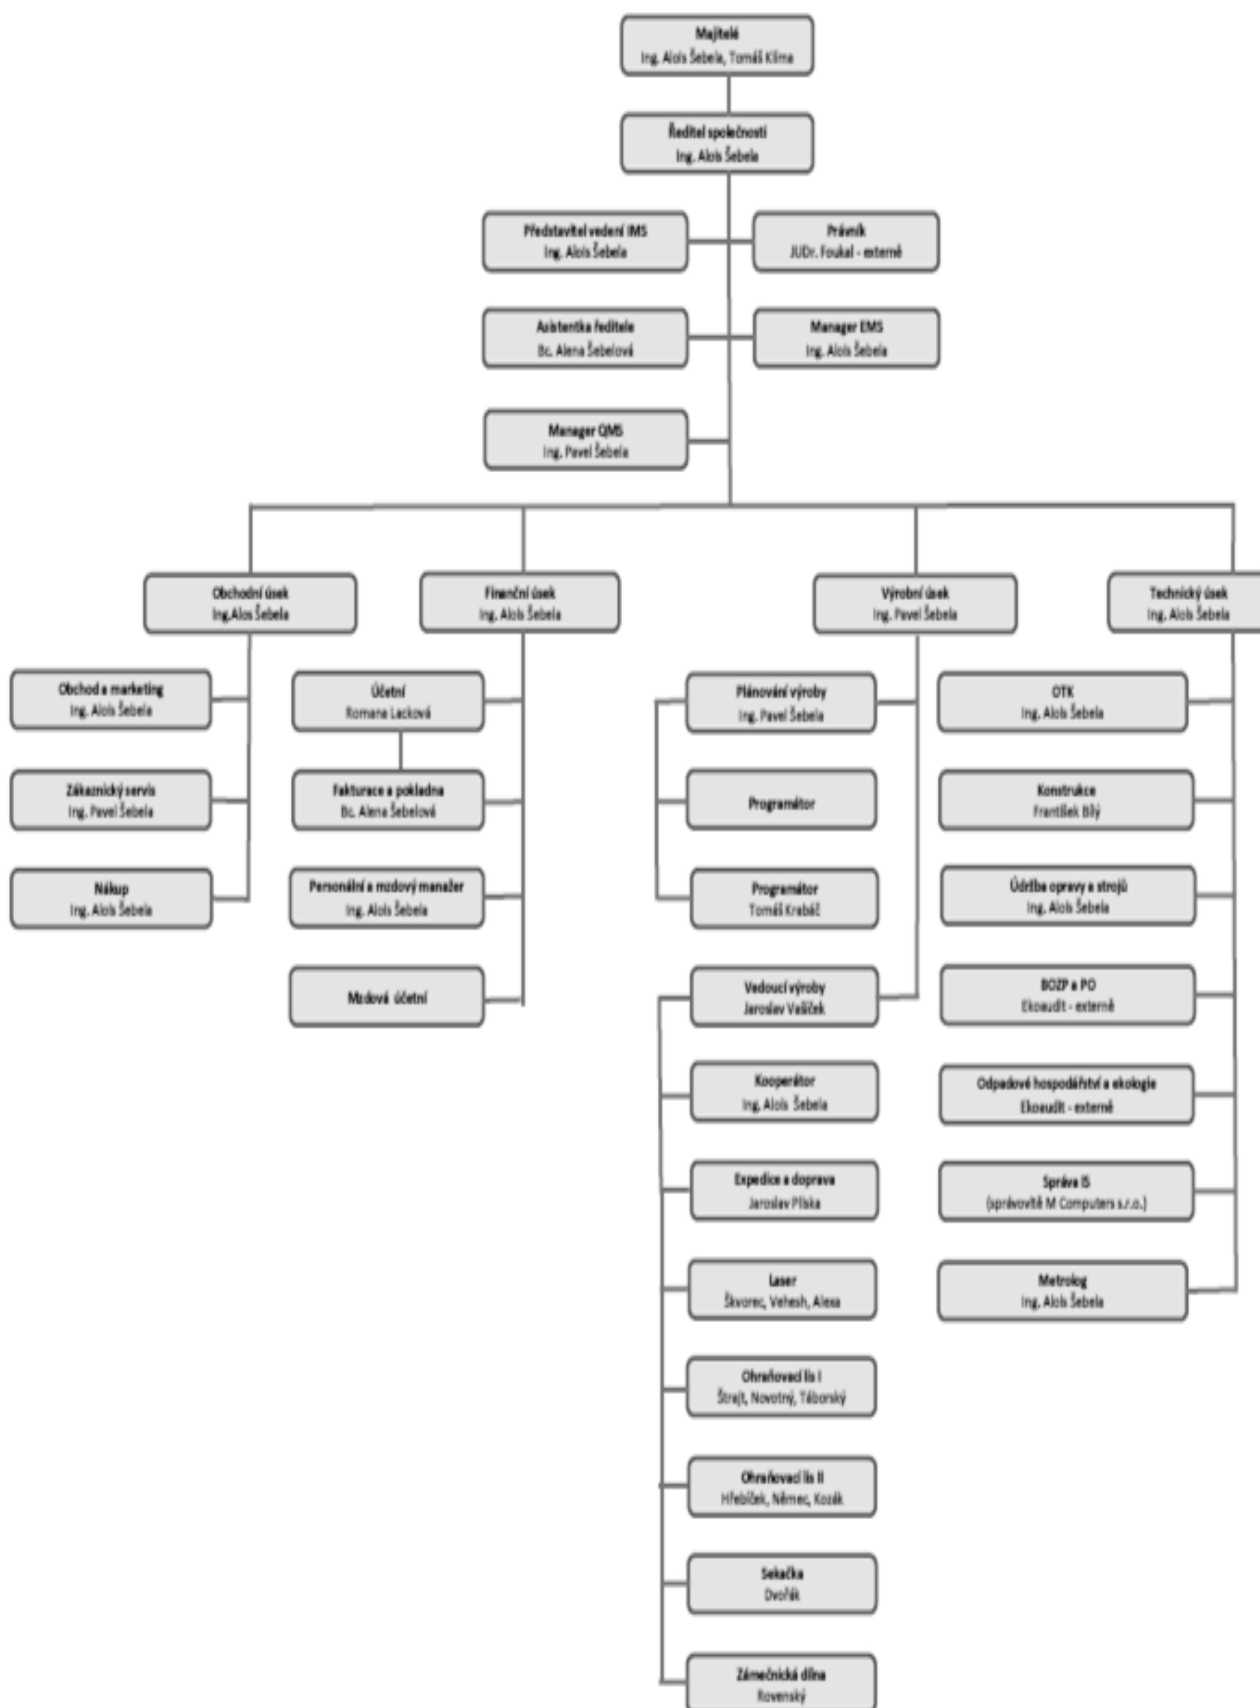 Majitelé
Ing. Alois Šebela, Tomáš Klíma
Ředitel společnosti
Ing. Alois Šebela
Představitel vedení IMS
Ing. Alois Šebela
Právník
JUDr. Foukal - externě
Asistentka ředitele
Bc. Alena Šebelová
Manager EMS
Ing. Alois Šebela
Manager QMS
Ing. Pavel Šebela
Obchodní úsek
Ing.Alos Šebela
Finanční úsek
Ing. Alois Šebela
Výrobní úsek
Ing. Pavel Šebela
Technický úsek
Ing. Alois Šebela
Obchod a marketing
Ing. Alois Šebela
Účetní
Romana Lacková
Plánování výroby
Ing. Pavel Šebela
OTK
Ing. Alois Šebela
Zákaznický servis
Ing. Pavel Šebela
Fakturace a pokladna
Bc. Alena Šebelová
Programátor
Konstrukce
František Bílý
Nákup
Ing. Alois Šebela
Personální a mzdový manažer
Ing. Alois Šebela
Programátor
Tomáš Krabáč
Údržba opravy a strojů
Ing. Alois Šebela
Mzdová účetní
Vedoucí výroby
Jaroslav Vašíček
BOZP a PO
Ekoaudit - externě
Kooperátor
Ing. Alois Šebela
Odpadové hospodářství a ekologie
Ekoaudit - externě
Expedice a doprava
Jaroslav Pliska
Správa IS
(správovítě M Computers s.r.o.)
Laser
Škvorec, Vehesh, Alexa
Metrolog
Ing. Alois Šebela
Ohraňovací lis I
Štrajt, Novotný, Táborský
Ohraňovací lis II
Hřebíček, Němec, Kozák
Sekačka
Dvořák
Zámečnická dílna
Rovenský